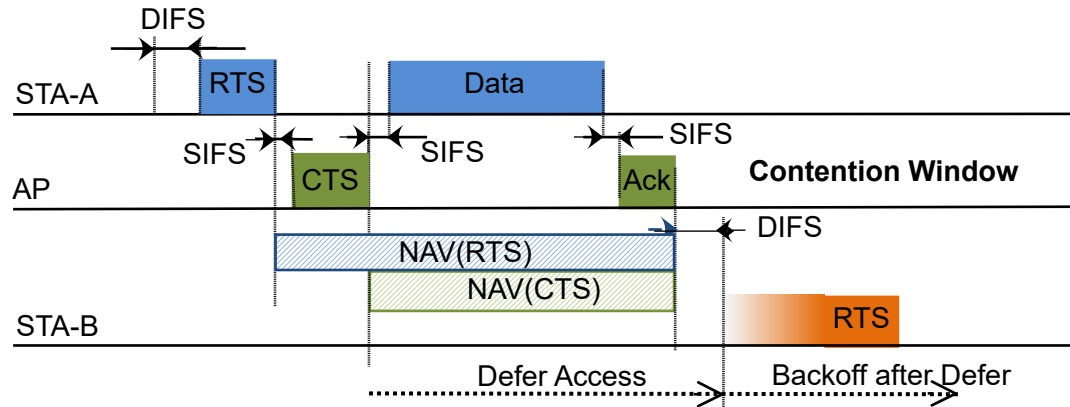 DIFS
STA-A
RTS
Data
SIFS
SIFS
SIFS
AP
CTS
Ack
Contention Window
DIFS
NAV(RTS)
NAV(CTS)
STA-B
RTS
Defer Access
Backoff after Defer